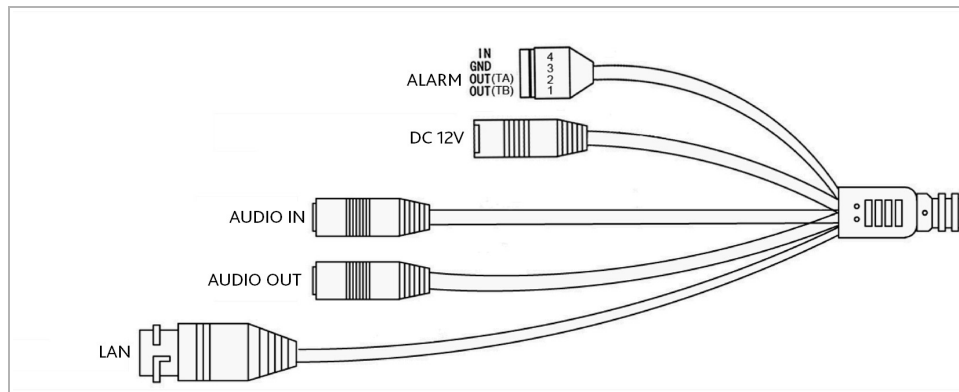 IN 4
GND 3
ALARM OUT(TA) 2
OUT(TB) 1
DC 12V
AUDIO IN
AUDIO OUT
LAN